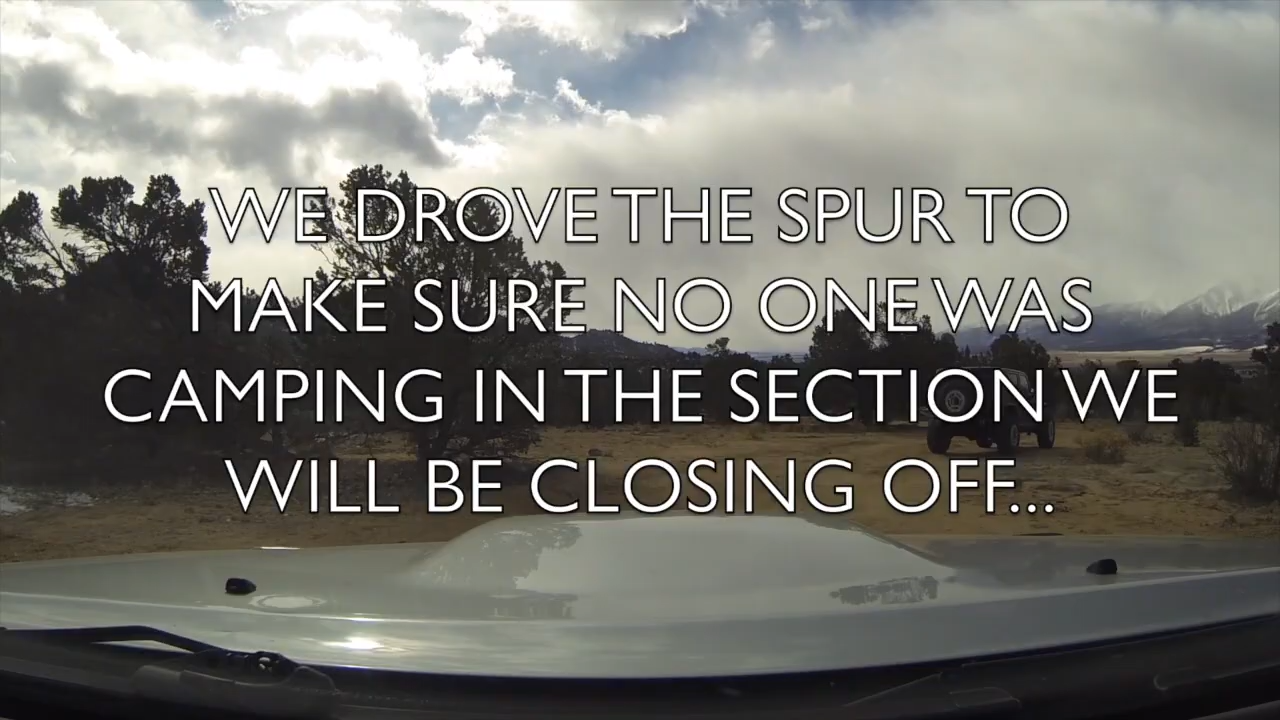 WE DROVE THE SPUR TO
MAKE SURE NO ONE WAS
CAMPING IN THE SECTION WE
WILL BE CLOSING OFF...